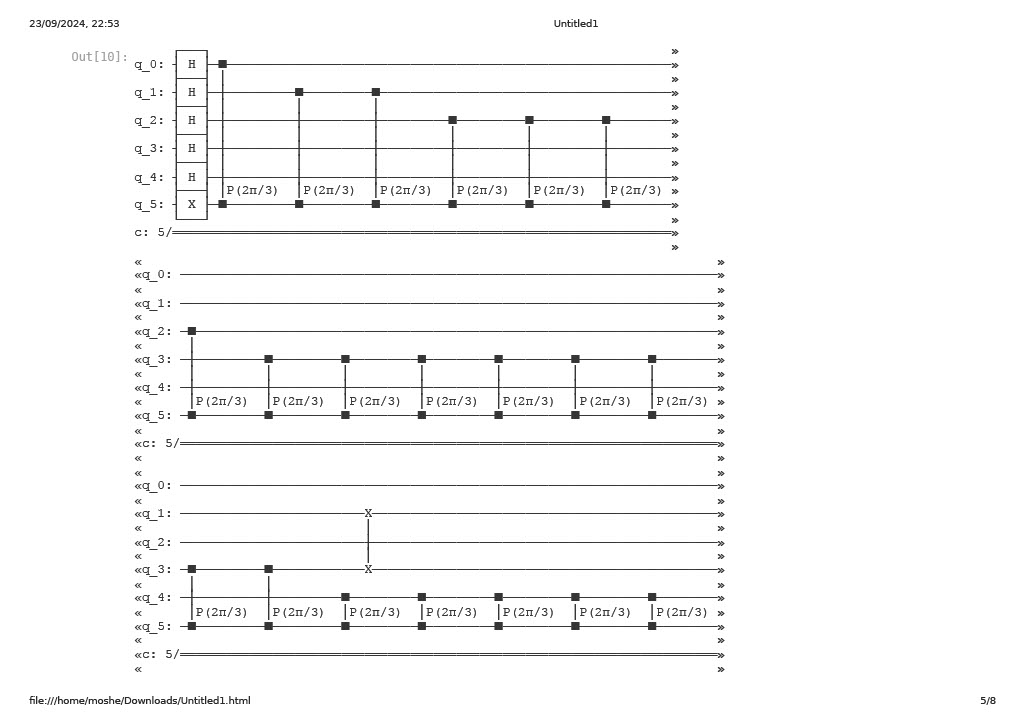 23/09/2024, 22:53 Untitled1
Out[10]:
»
q_0: H »
»
q_1: H »
»
q_2: H »
»
q_3: H »
»
q_4: H »
P(2π/3) P(2π/3) P(2π/3) P(2π/3) P(2π/3) P(2π/3) »
q_5: X »
»
c: 5/ »
»
« »
«q_0: »
« »
«q_1: »
« »
«q_2: »
« »
«q_3: »
« »
«q_4: »
« P(2π/3) P(2π/3) P(2π/3) P(2π/3) P(2π/3) P(2π/3) P(2π/3) »
«q_5: »
« »
«c: 5/ »
« »
« »
«q_0: »
« »
«q_1: X »
« »
«q_2: »
« »
«q_3: X »
« »
«q_4: »
« P(2π/3) P(2π/3) P(2π/3) P(2π/3) P(2π/3) P(2π/3) P(2π/3) »
«q_5: »
« »
«c: 5/ »
« »
file:///home/moshe/Downloads/Untitled1.html 5/8